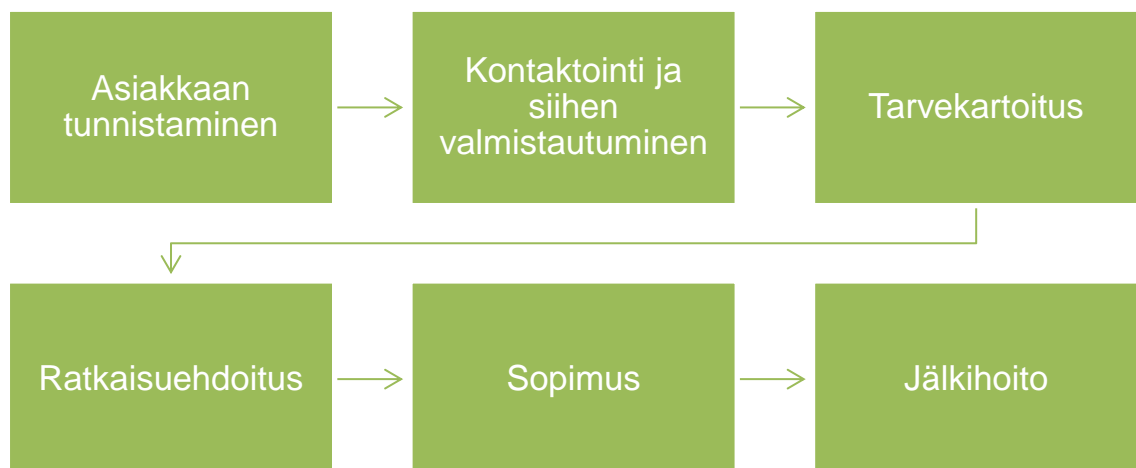 Asiakkaan
tunnistaminen
Kontaktointi ja
siihen
valmistautuminen
Tarvekartoitus
Ratkaisuehdoitus
Sopimus
Jälkihoito